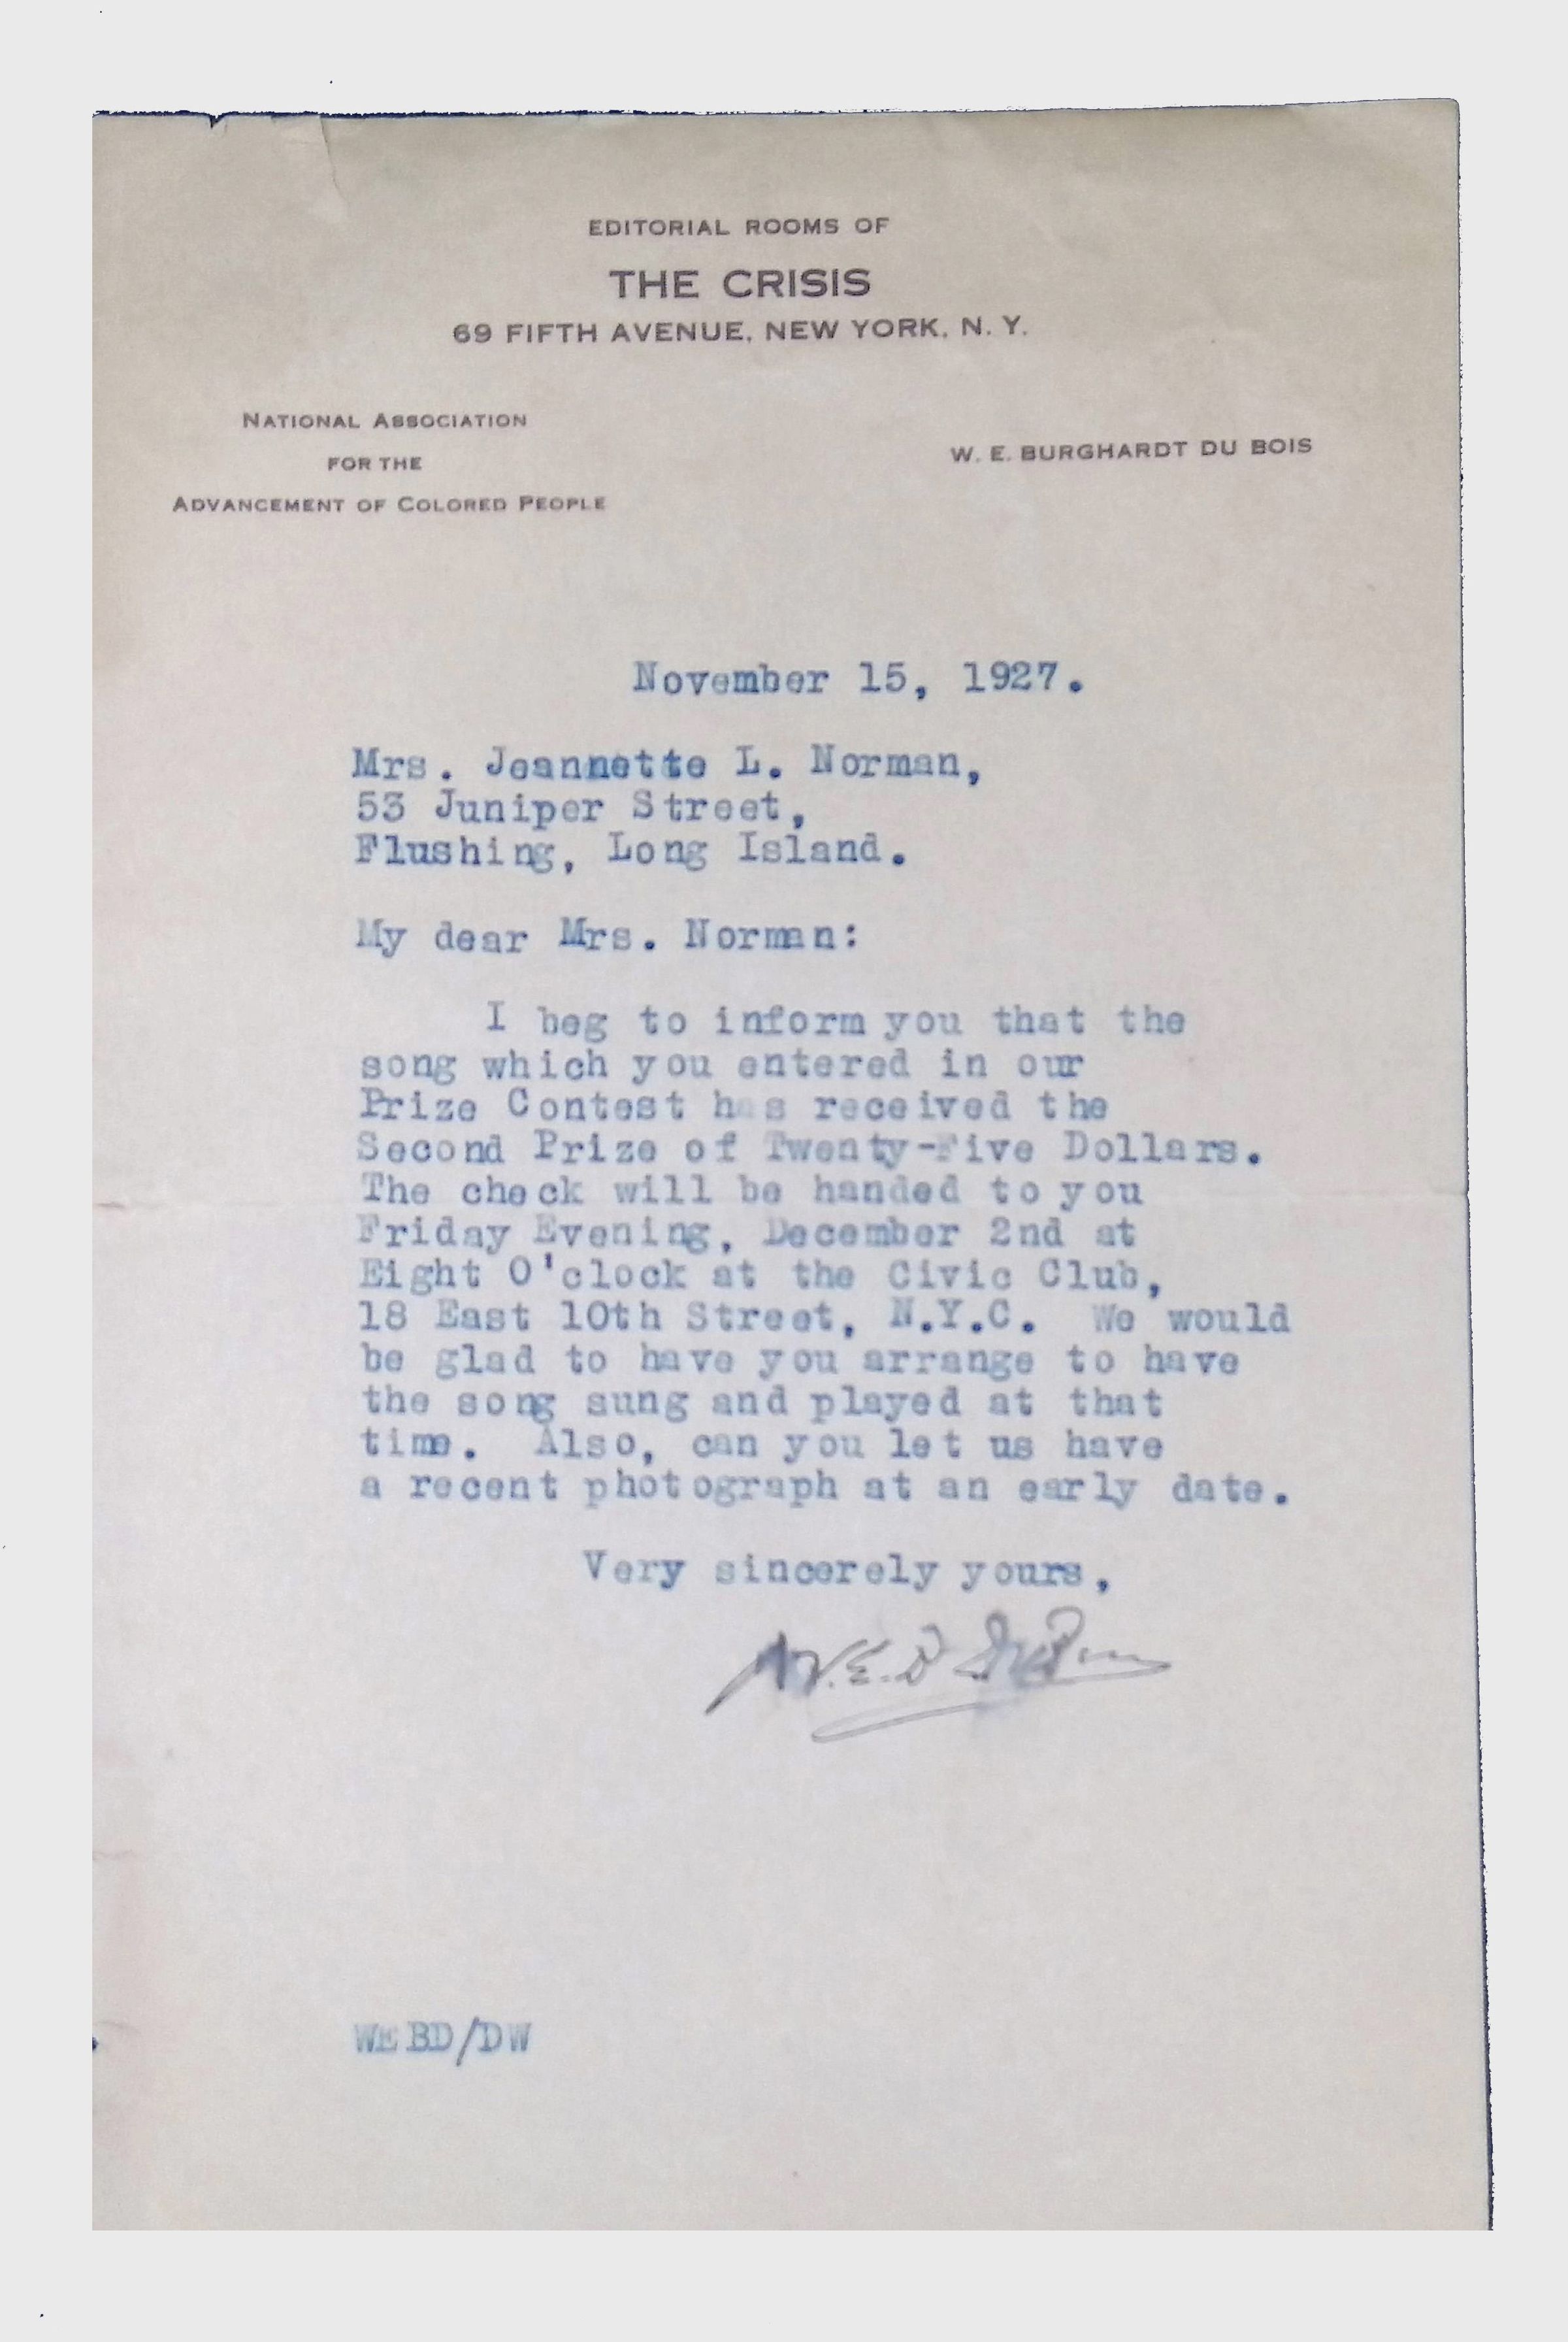 EDITORIAL ROOMS OF
THE CRISIS
69 FIFTH AVENUE, NEW YORK, N. Y.
NATIONAL ASSOCIATION
FOR THE
ADVANCEMENT OF COLORED PEOPLE
W. E. BURGHARDT DU BOIS
November 15, 1927.
Mrs. Jeannette L. Norman,
53 Juniper Street,
Flushing, Long Island.
My dear Mrs. Norman:
I beg to inform you that the
song which you entered in our
Prize Contest has received the
Second Prize of Twenty-Five Dollars.
The check will be handed to you
Friday Evening, December 2nd at
Eight O'clock at the Civic Club,
18 East 10th Street, N.Y.C. We would
be glad to have you arrange to have
the song sung and played at that
time. Also, can you let us have
a recent photograph at an early date.
Very sincerely yours,
W.E.B. DuBois
WEBD/DW